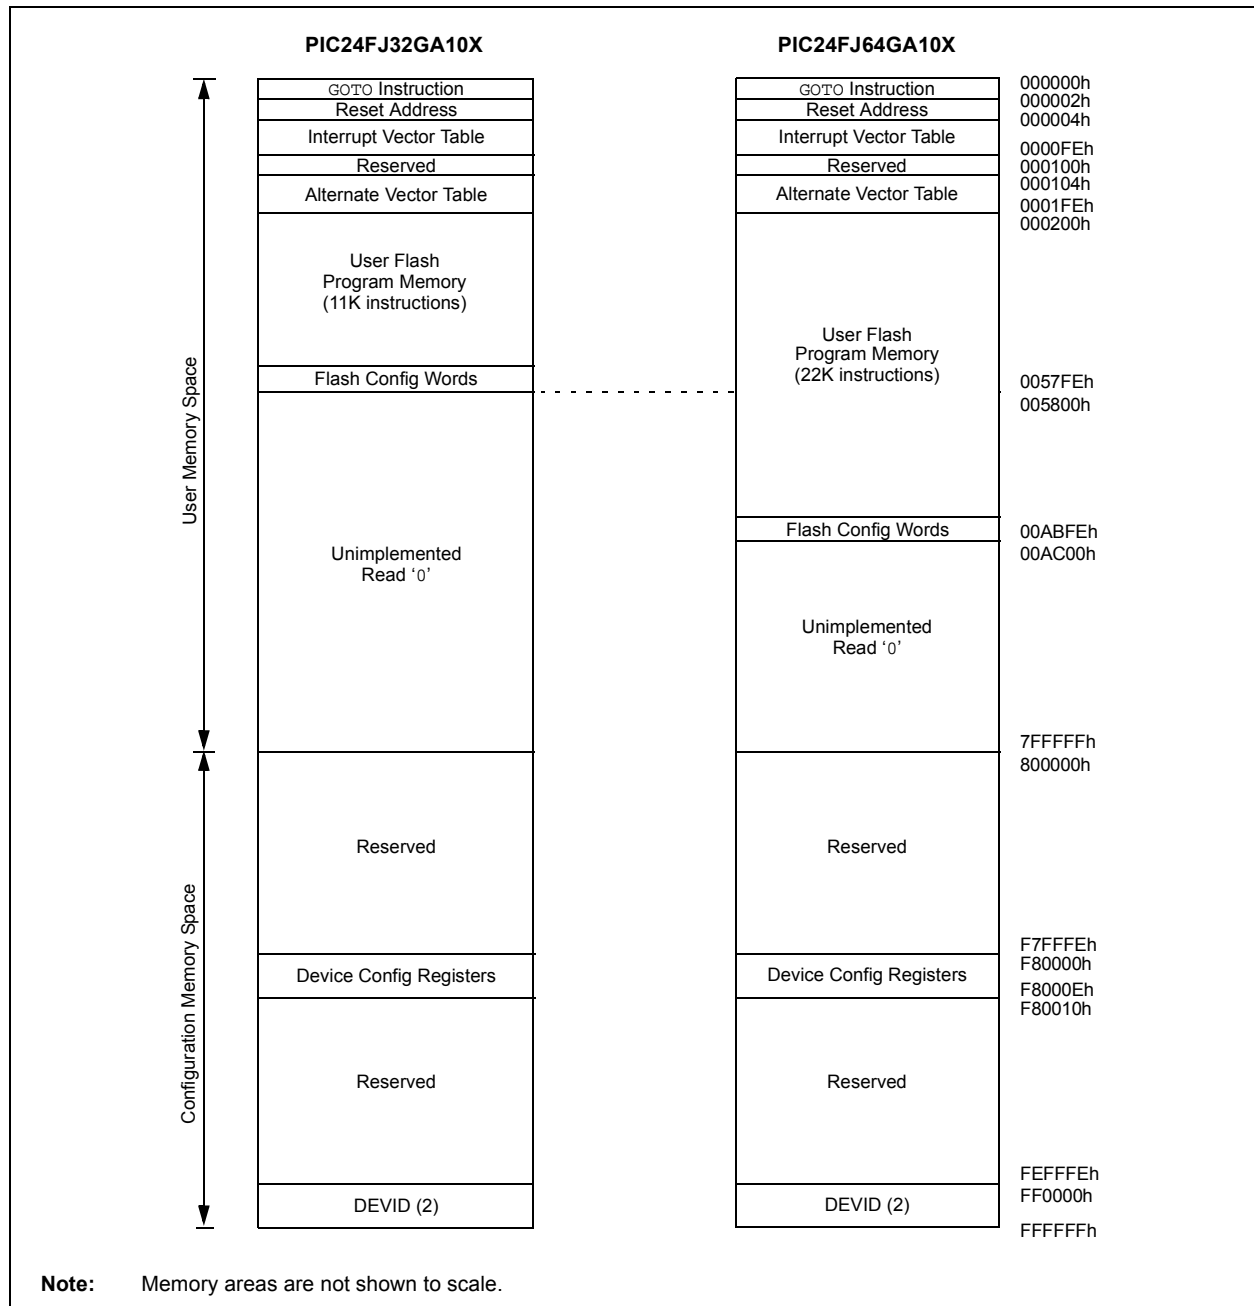 PIC24FJ32GA10X
PIC24FJ64GA10X
GOTO Instruction
Reset Address
Interrupt Vector Table
Reserved
Alternate Vector Table
User Flash
Program Memory
(11K instructions)
Flash Config Words
Unimplemented
Read ‘0’
Reserved
Device Config Registers
Reserved
DEVID (2)
GOTO Instruction
Reset Address
Interrupt Vector Table
Reserved
Alternate Vector Table
User Flash
Program Memory
(22K instructions)
Flash Config Words
Unimplemented
Read ‘0’
Reserved
Device Config Registers
Reserved
DEVID (2)
000000h
000002h
000004h
0000FEh
000100h
000104h
0001FEh
000200h
0057FEh
005800h
00ABFEh
00AC00h
7FFFFFh
800000h
F7FFFEh
F80000h
F8000Eh
F80010h
FEFFFEh
FF0000h
FFFFFFh
User Memory Space
Configuration Memory Space
Note: Memory areas are not shown to scale.